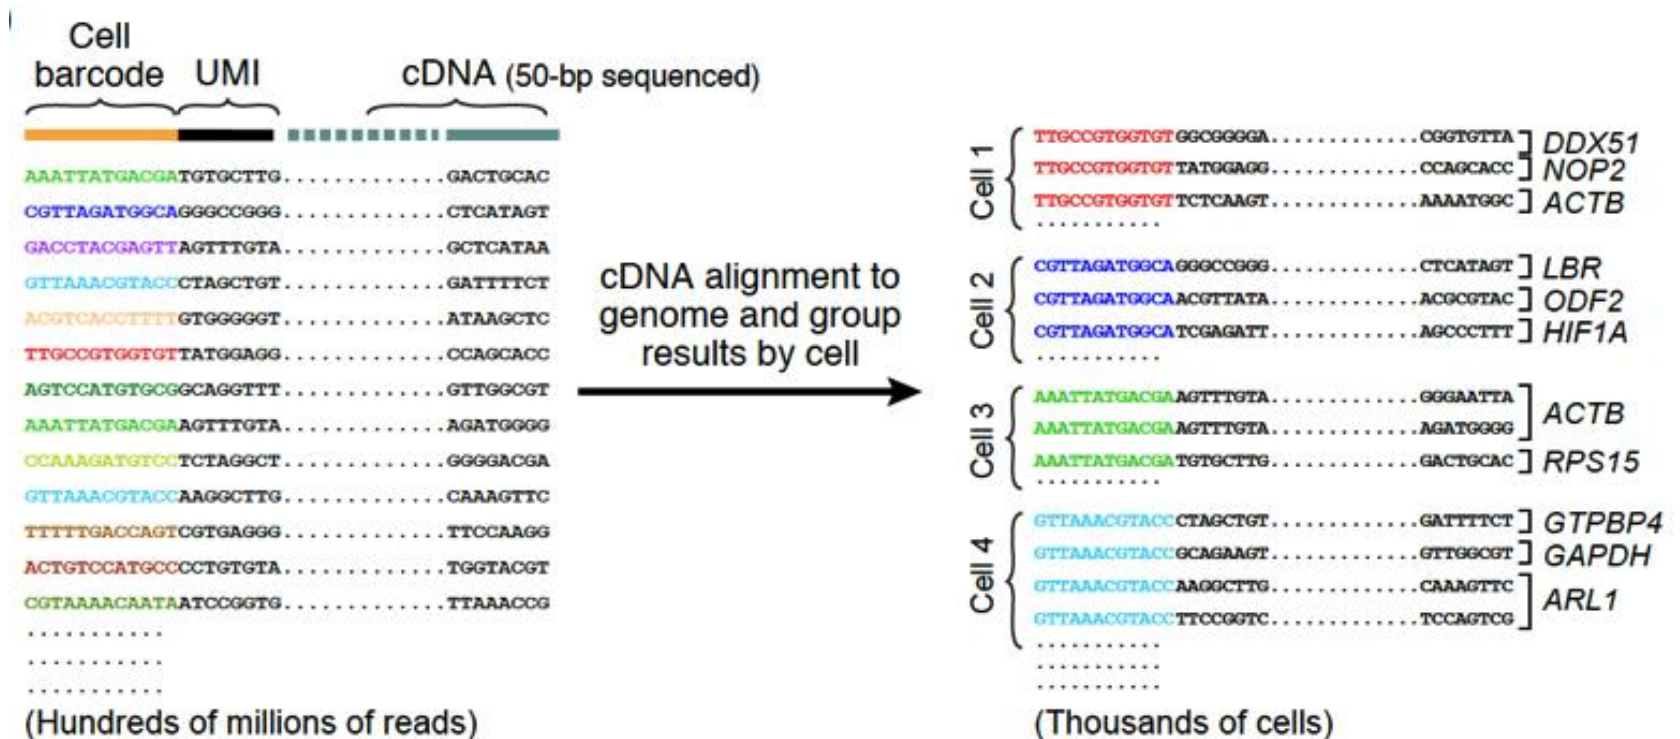 Cell
barcode UMI cDNA (50-bp sequenced)
AAATTATGACGATGTGCTTG.............GACTGCAC
CGTTAGATGGCAGGGCCGGG.............CTCATAGT
GACCTACGAGTTAGTTTGTA.............GCTCATAA
GTTAAACGTACCCTAGCTGT.............GATTTTCT
ACGTCACCTTTTGTGGGGGT.............ATAAGCTC
TTGCCGTGGTGTTATGGAGG.............CCAGCACC
AGTCCATGTGCGGCAGGTTT.............GTTGGCGT
AAATTATGACGAAGTTTGTA.............AGATGGGG
CCAAAGATGTCCTCTAGGCT.............GGGGACGA
GTTAAACGTACCAAGGCTTG.............CAAAGTTC
TTTTTGACCAGTCGTGAGGG.............TTCCAAGG
ACTGTCCATGCCCCTGTGTA.............TGGTACGT
CGTAAAACAATAATCCGGTG.............TTAAACCG
...........
...........
...........
(Hundreds of millions of reads)
cDNA alignment to
genome and group
results by cell
Cell 1
TTGCCGTGGTGTGGCGGGGA.............CGGTGTTA DDX51
TTGCCGTGGTGTTATGGAGG.............CCAGCACC NOP2
TTGCCGTGGTGTTCTCAAGT.............AAAATGGC ACTB
...........
Cell 2
CGTTAGATGGCAGGGCCGGG.............CTCATAGT LBR
CGTTAGATGGCAACGTTATA.............ACGCGTAC ODF2
CGTTAGATGGCATCGAGATT.............AGCCCTTT HIF1A
...........
Cell 3
AAATTATGACGAAGTTTGTA.............GGGAATTA
ACTB
AAATTATGACGAAGTTTGTA.............AGATGGGG
AAATTATGACGATGTGCTTG.............GACTGCAC RPS15
...........
Cell 4
GTTAAACGTACCCTAGCTGT.............GATTTTCT GTPBP4
GTTAAACGTACCGCAGAAGT.............GTTGGCGT GAPDH
GTTAAACGTACCAAGGCTTG.............CAAAGTTC
ARL1
GTTAAACGTACCTTCCGGTC.............TCCAGTCG
...........
...........
...........
(Thousands of cells)